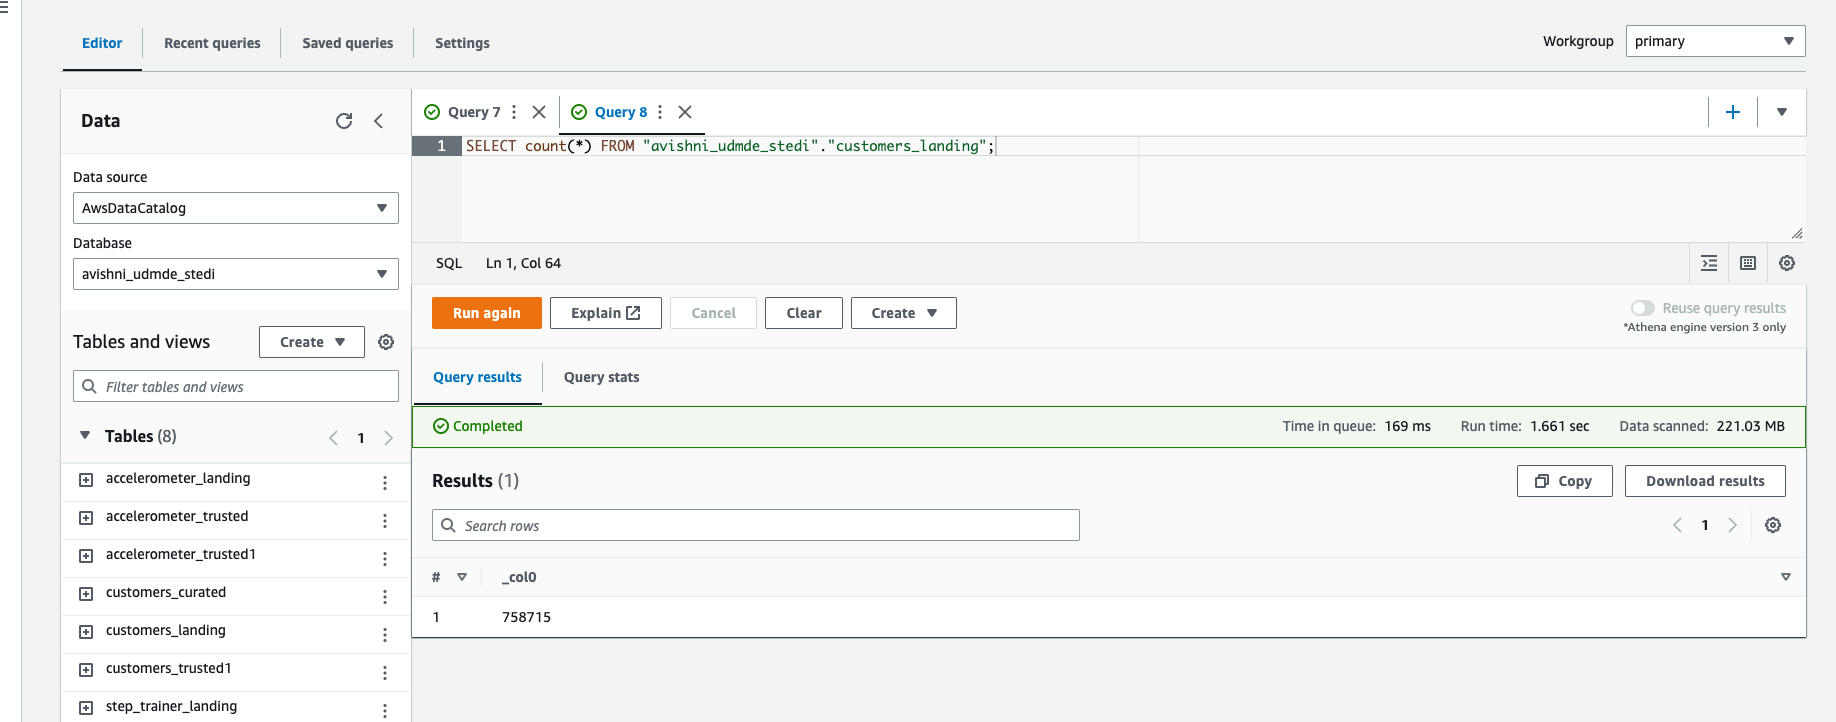 Editor
Recent queries
Saved queries
Settings
Workgroup
primary
Data
Data source
AwsDataCatalog
Database
avishni_udmde_stedi
Tables and views
Create
Filter tables and views
Tables (8)
1
accelerometer_landing
accelerometer_trusted
accelerometer_trusted1
customers_curated
customers_landing
customers_trusted1
step_trainer_landing
Query 7
Query 8
1 SELECT count(*) FROM "avishni_udmde_stedi"."customers_landing";
SQL Ln 1, Col 64
Run again
Explain
Cancel
Clear
Create
Reuse query results
*Athena engine version 3 only
Query results
Query stats
Completed
Time in queue: 169 ms
Run time: 1.661 sec
Data scanned: 221.03 MB
Results (1)
Copy
Download results
Search rows
1
# _col0
1 758715